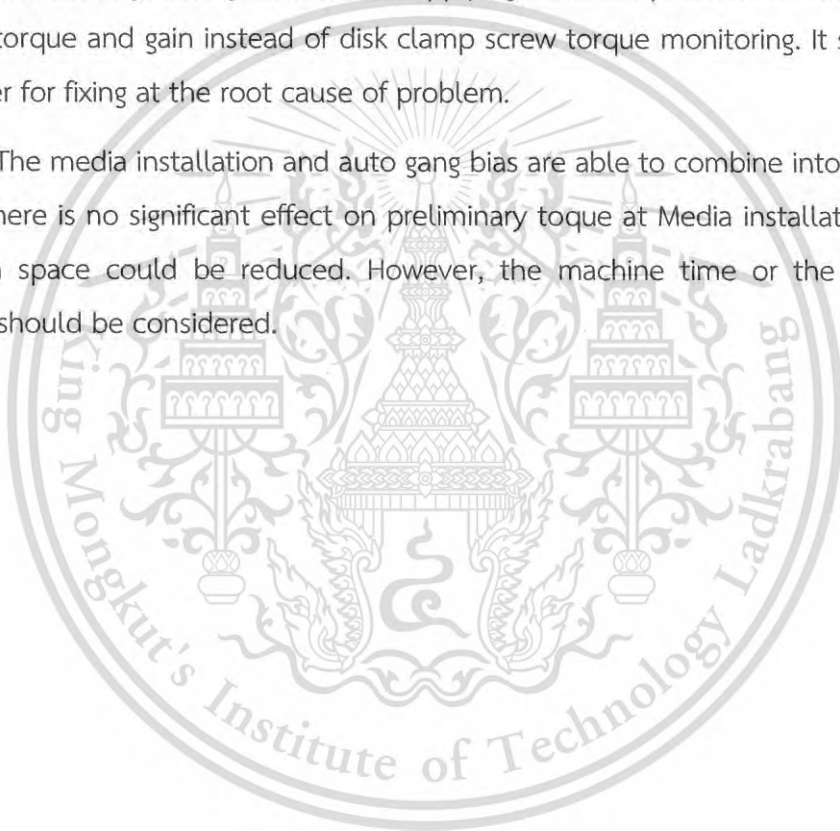 torque and gain instead of disk clamp screw torque monitoring. It
er for fixing at the root cause of problem.
The media installation and auto gang bias are able to combine into
here is no significant effect on preliminary toque at Media installat
space could be reduced. However, the machine time or the
should be considered.
King Mongkut's Institute of Technology Ladkrabang